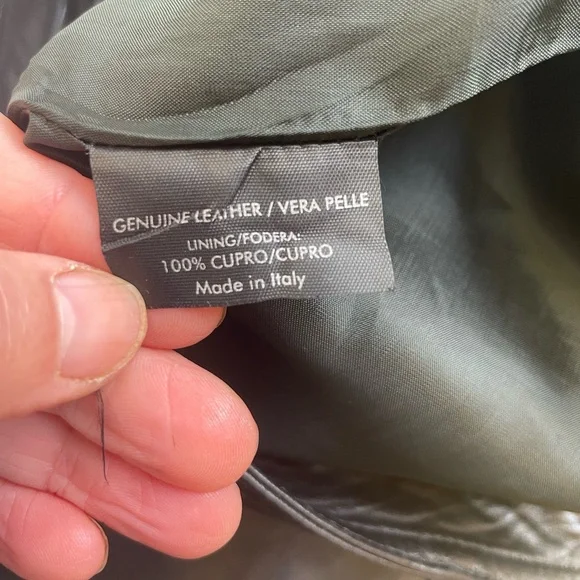 GENUINE LEATHER / VERA PELLE
LINING/FODERA:
100% CUPRO/CUPRO
Made in Italy